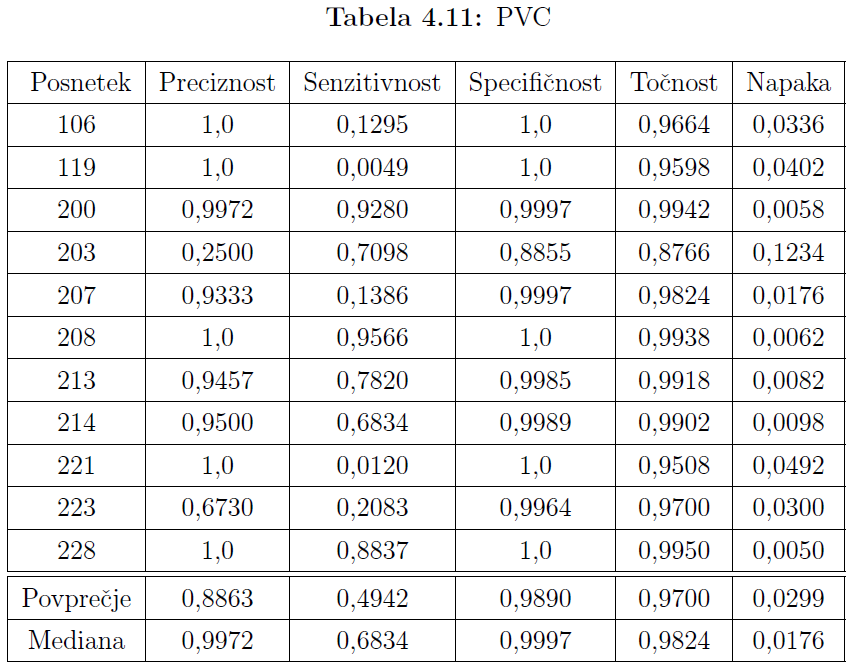 Tabela 4.11: PVC
Posnetek Preciznost Senzitivnost Specifičnost Točnost Napaka
106 1,0 0,1295 1,0 0,9664 0,0336
119 1,0 0,0049 1,0 0,9598 0,0402
200 0,9972 0,9280 0,9997 0,9942 0,0058
203 0,2500 0,7098 0,8855 0,8766 0,1234
207 0,9333 0,1386 0,9997 0,9824 0,0176
208 1,0 0,9566 1,0 0,9938 0,0062
213 0,9457 0,7820 0,9985 0,9918 0,0082
214 0,9500 0,6834 0,9989 0,9902 0,0098
221 1,0 0,0120 1,0 0,9508 0,0492
223 0,6730 0,2083 0,9964 0,9700 0,0300
228 1,0 0,8837 1,0 0,9950 0,0050
Povprečje 0,8863 0,4942 0,9890 0,9700 0,0299
Mediana 0,9972 0,6834 0,9997 0,9824 0,0176